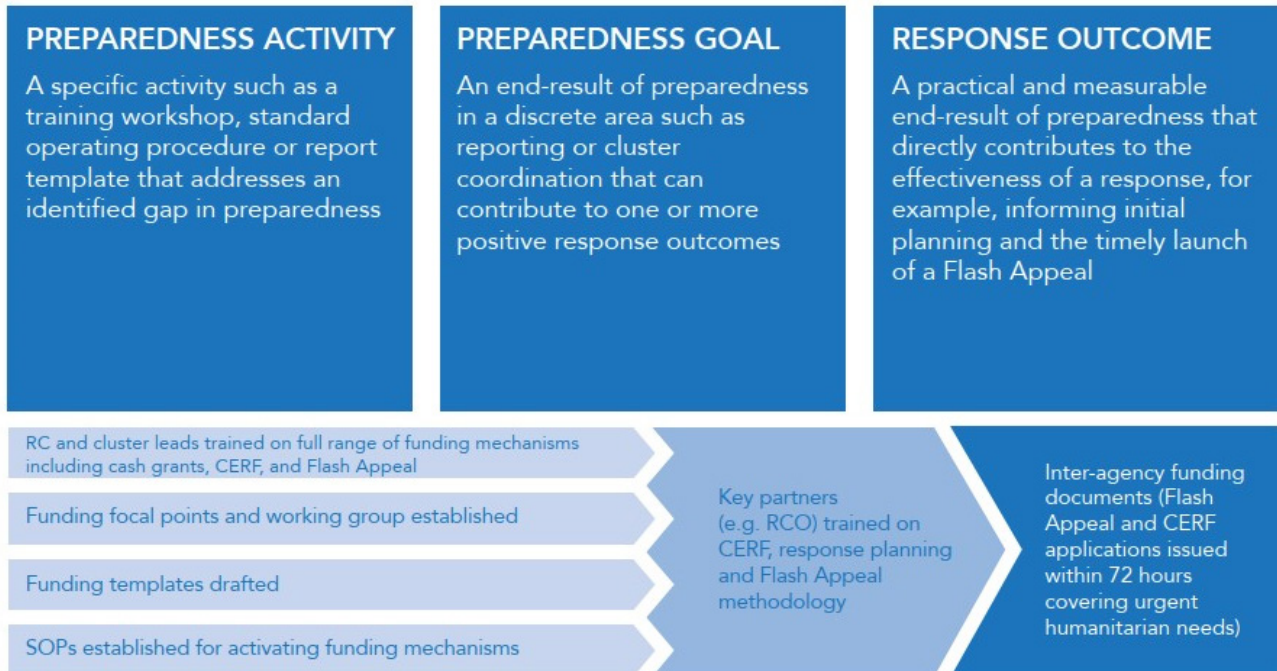 PREPAREDNESS ACTIVITY
A specific activity such as a
training workshop, standard
operating procedure or report
template that addresses an
identified gap in preparedness
PREPAREDNESS GOAL
An end-result of preparedness
in a discrete area such as
reporting or cluster
coordination that can
contribute to one or more
positive response outcomes
RESPONSE OUTCOME
A practical and measurable
end-result of preparedness that
directly contributes to the
effectiveness of a response, for
example, informing initial
planning and the timely launch
of a Flash Appeal
RC and cluster leads trained on full range of funding mechanisms
including cash grants, CERF, and Flash Appeal
Funding focal points and working group established
Funding templates drafted
SOPs established for activating funding mechanisms
Key partners
(e.g. RCO) trained on
CERF, response planning
and Flash Appeal
methodology
Inter-agency funding
documents (Flash
Appeal and CERF
applications issued
within 72 hours
covering urgent
humanitarian needs)